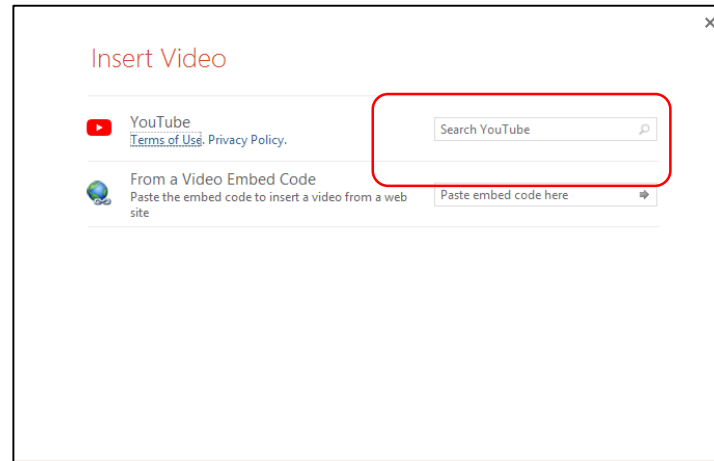 Insert Video
YouTube
Terms of Use. Privacy Policy.
Search YouTube
From a Video Embed Code
Paste the embed code to insert a video from a web
site
Paste embed code here